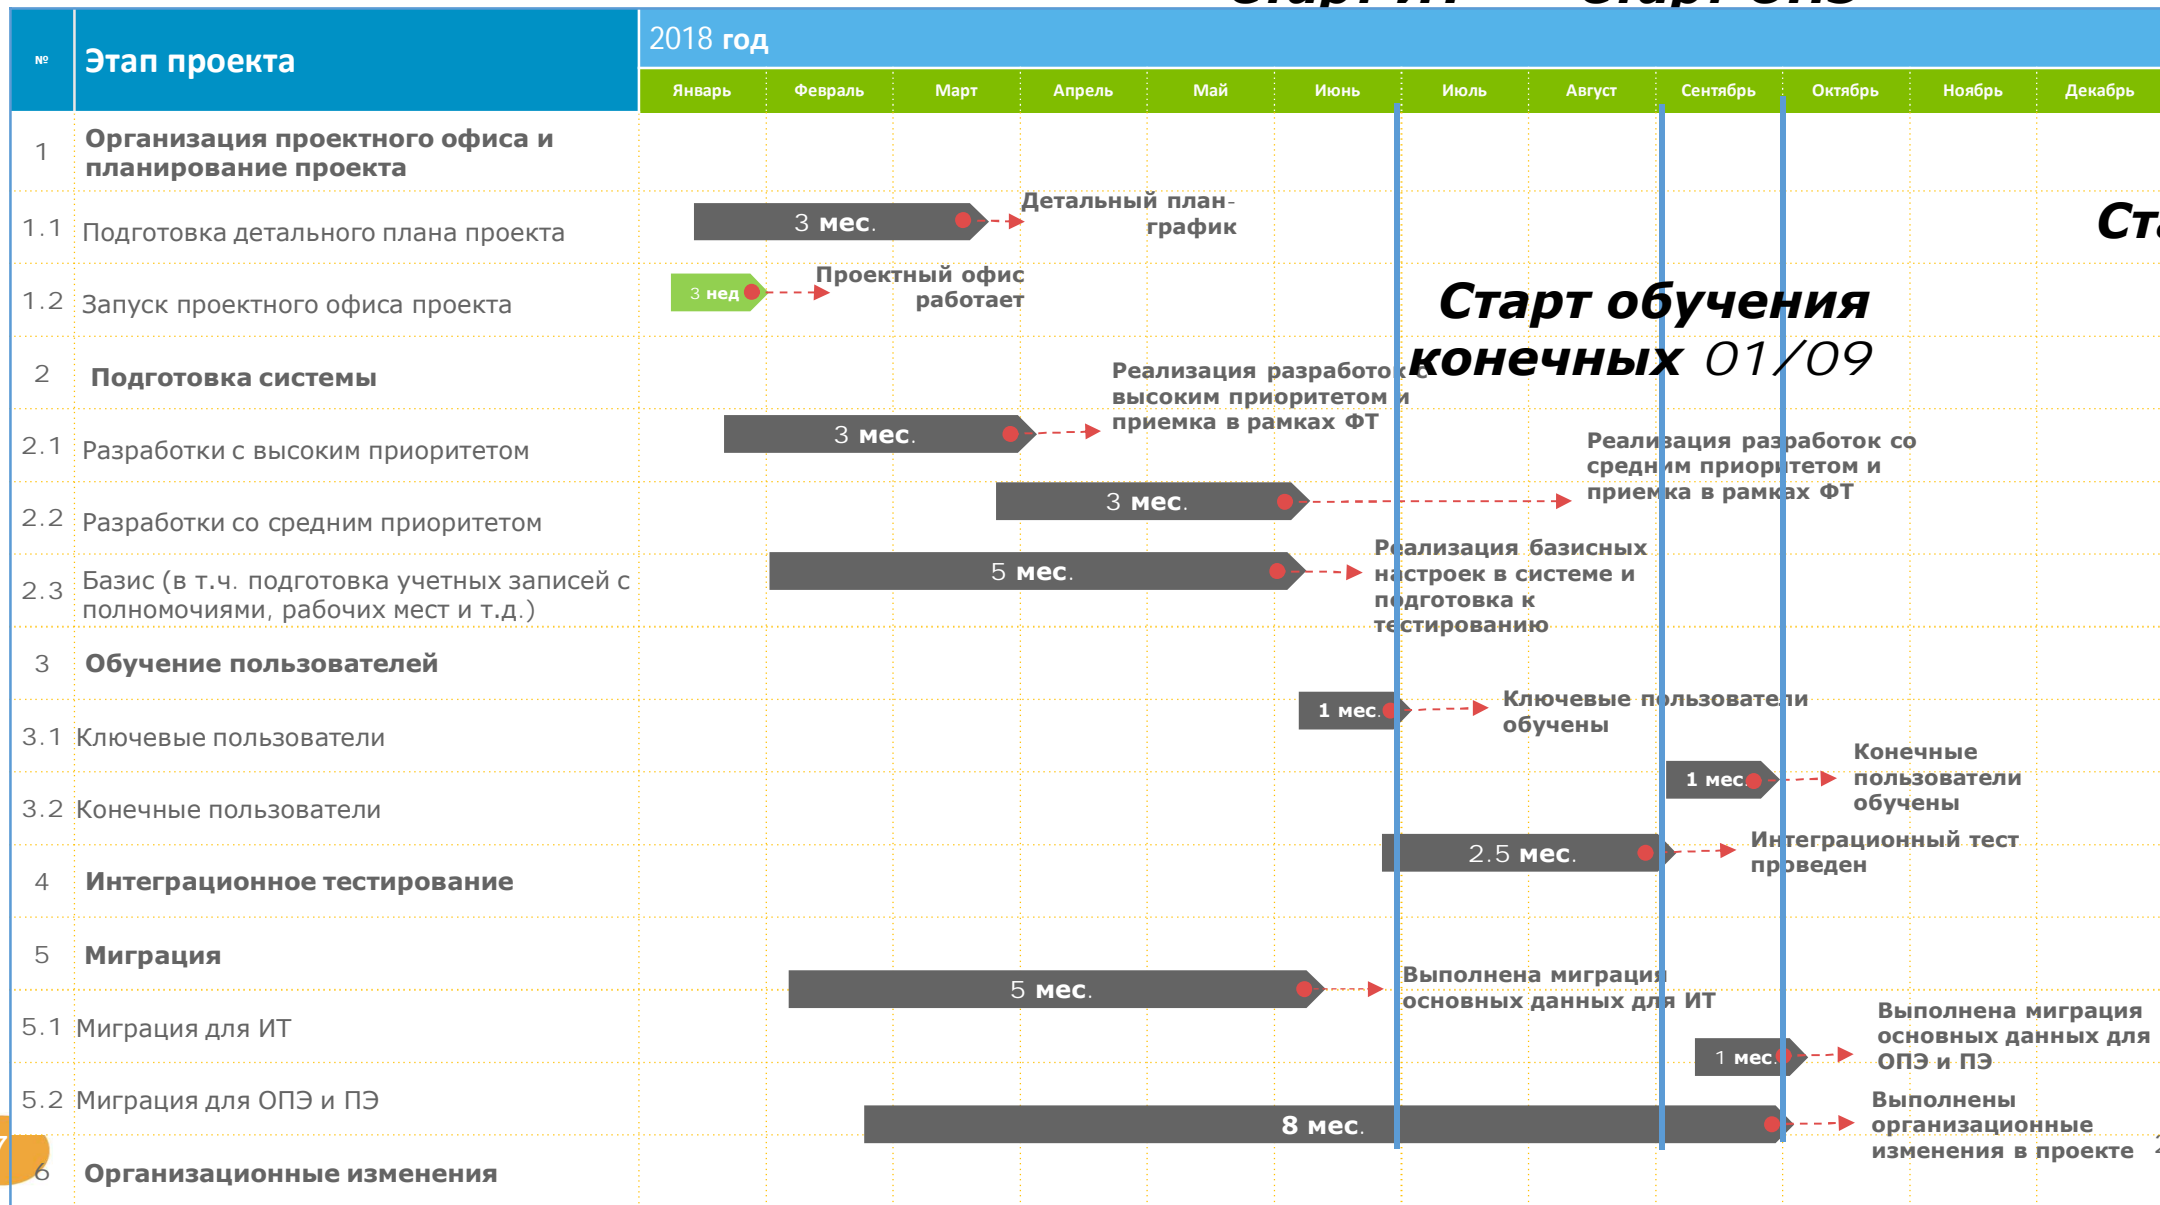 Старт ИТ
Старт ОПЭ
№
Этап проекта
2018 год
Январь
Февраль
Март
Апрель
Май
Июнь
Июль
Август
Сентябрь
Октябрь
Ноябрь
Декабрь
1
Организация проектного офиса и
планирование проекта
1.1
Подготовка детального плана проекта
3 мес.
Детальный план-
график
Ста
1.2
Запуск проектного офиса проекта
3 нед
Проектный офис
работает
Старт обучения
конечных 01/09
2
Подготовка системы
Реализация разработок с
высоким приоритетом и
приемка в рамках ФТ
2.1
Разработки с высоким приоритетом
3 мес.
Реализация разработок со
средним приоритетом и
приемка в рамках ФТ
2.2
Разработки со средним приоритетом
3 мес.
2.3
Базис (в т.ч. подготовка учетных записей с
полномочиями, рабочих мест и т.д.)
5 мес.
Реализация базисных
настроек в системе и
подготовка к
тестированию
3
Обучение пользователей
3.1
Ключевые пользователи
1 мес.
Ключевые пользователи
обучены
3.2
Конечные пользователи
1 мес.
Конечные
пользователи
обучены
4
Интеграционное тестирование
2.5 мес.
Интеграционный тест
проведен
5
Миграция
5 мес.
Выполнена миграция
основных данных для ИТ
5.1
Миграция для ИТ
1 мес.
Выполнена миграция
основных данных для
ОПЭ и ПЭ
5.2
Миграция для ОПЭ и ПЭ
8 мес.
Выполнены
организационные
изменения в проекте
7
6
Организационные изменения